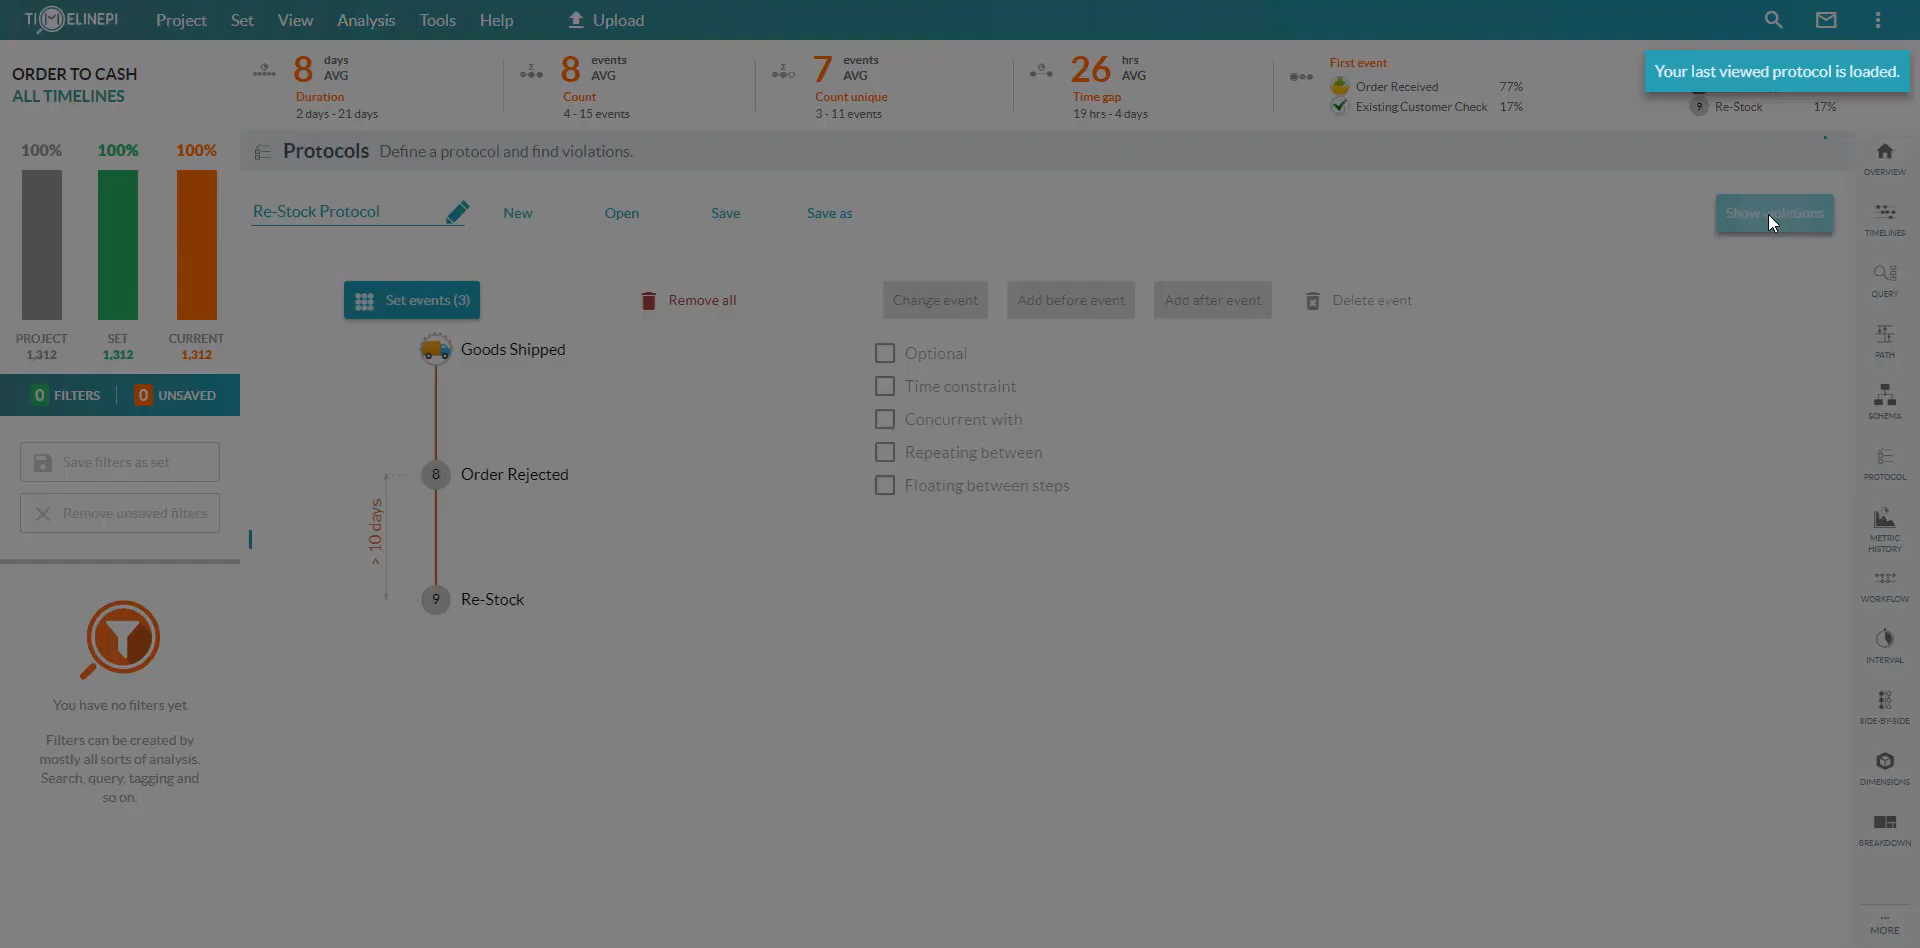 TIMELINEPI
Project Set View Analysis Tools Help Upload
ORDER TO CASH
ALL TIMELINES
8 days AVG
Duration
2 days - 21 days
8 events AVG
Count
4 - 15 events
7 events AVG
Count unique
3 - 11 events
26 hrs AVG
Time gap
19 hrs - 4 days
First event
Order Received 77%
Existing Customer Check 17%
Your last viewed protocol is loaded.
9 Re-Stock 17%
100% 100% 100%
PROJECT SET CURRENT
1,312 1,312 1,312
0 FILTERS 0 UNSAVED
Save filters as set
Remove unsaved filters
You have no filters yet
Filters can be created by
mostly all sorts of analysis.
Search, query, tagging and
so on.
Protocols Define a protocol and find violations.
Re-Stock Protocol New Open Save Save as Show violations
Set events (3) Remove all
Goods Shipped
8 Order Rejected
> 10 days
9 Re-Stock
Change event Add before event Add after event Delete event
Optional
Time constraint
Concurrent with
Repeating between
Floating between steps
OVERVIEW
TIMELINES
QUERY
PATH
SCHEMA
PROTOCOL
METRIC
HISTORY
WORKFLOW
INTERVAL
SIDE-BY-SIDE
DIMENSIONS
BREAKDOWN
MORE